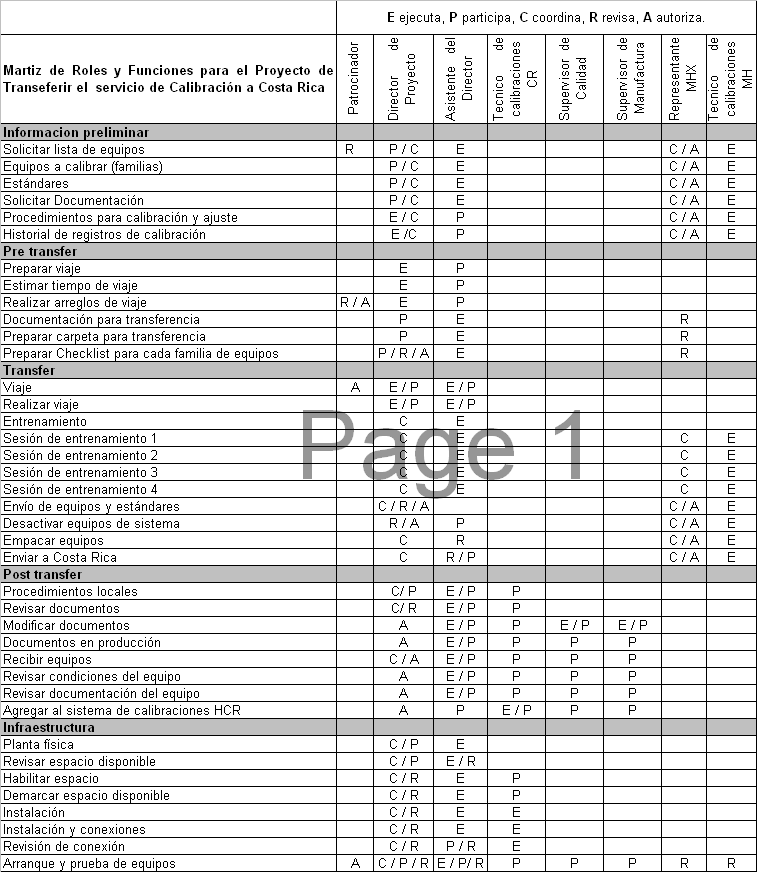 E ejecuta, P participa, C coordina, R revisa, A autoriza.
Martiz de Roles y Funciones para el Proyecto de Transeferir el servicio de Calibración a Costa Rica | Patrocinador | Director de Proyecto | Asistente del Director | Tecnico de calibraciones CR | Supervisor de Calidad | Supervisor de Manufactura | Representante MHX | Tecnico de calibraciones MH
Informacion preliminar
Solicitar lista de equipos | R | P / C | E | | | | C / A | E
Equipos a calibrar (familias) | | P / C | E | | | | C / A | E
Estándares | | P / C | E | | | | C / A | E
Solicitar Documentación | | P / C | E | | | | C / A | E
Procedimientos para calibración y ajuste | | E / C | P | | | | C / A | E
Historial de registros de calibración | | E /C | P | | | | C / A | E
Pre transfer
Preparar viaje | | E | P | | | | |
Estimar tiempo de viaje | | E | P | | | | |
Realizar arreglos de viaje | R / A | E | P | | | | |
Documentación para transferencia | | P | E | | | | R |
Preparar carpeta para transferencia | | P | E | | | | R |
Preparar Checklist para cada familia de equipos | | P / R / A | E | | | | R |
Transfer
Viaje | A | E / P | E / P | | | | |
Realizar viaje | | E / P | E / P | | | | |
Entrenamiento | | C | E | | | | |
Sesión de entrenamiento 1 | | C | E | | | | C | E
Sesión de entrenamiento 2 | | C | E | | | | C | E
Sesión de entrenamiento 3 | | C | E | | | | C | E
Sesión de entrenamiento 4 | | C | E | | | | C | E
Envío de equipos y estándares | | C / R / A | | | | | C / A | E
Desactivar equipos de sistema | | R / A | P | | | | C / A | E
Empacar equipos | | C | R | | | | C / A | E
Enviar a Costa Rica | | C | R / P | | | | C / A | E
Post transfer
Procedimientos locales | | C/ P | E / P | P | | | |
Revisar documentos | | C/ R | E / P | P | | | |
Modificar documentos | | A | E / P | P | E / P | E / P | |
Documentos en producción | | A | E / P | P | P | P | |
Recibir equipos | | C / A | E / P | P | P | P | |
Revisar condiciones del equipo | | A | E / P | P | P | P | |
Revisar documentación del equipo | | A | E / P | P | P | P | |
Agregar al sistema de calibraciones HCR | | A | P | E / P | P | P | |
Infraestructura
Planta física | | C / P | E | | | | |
Revisar espacio disponible | | C / P | E / R | | | | |
Habilitar espacio | | C / R | E | P | | | |
Demarcar espacio disponible | | C / R | E | P | | | |
Instalación | | C / R | E | E | | | |
Instalación y conexiones | | C / R | E | E | | | |
Revisión de conexión | | C / R | P / R | E | | | |
Arranque y prueba de equipos | A | C / P / R | E / P/ R | P | P | P | R | R
Page 1